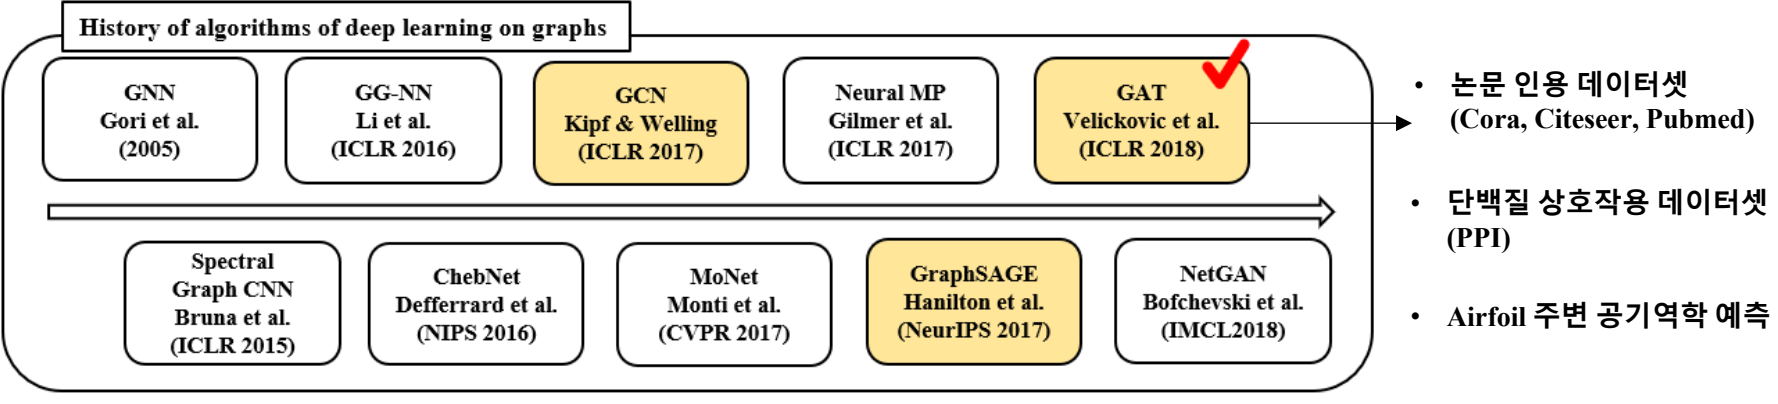 History of algorithms of deep learning on graphs
GNN
Gori et al.
(2005)
GG-NN
Li et al.
(ICLR 2016)
GCN
Kipf & Welling
(ICLR 2017)
Neural MP
Gilmer et al.
(ICLR 2017)
GAT
Velickovic et al.
(ICLR 2018)
Spectral
Graph CNN
Bruna et al.
(ICLR 2015)
ChebNet
Defferrard et al.
(NIPS 2016)
MoNet
Monti et al.
(CVPR 2017)
GraphSAGE
Hanilton et al.
(NeurIPS 2017)
NetGAN
Bofchevski et al.
(IMCL2018)
• 논문 인용 데이터셋
(Cora, Citeseer, Pubmed)
• 단백질 상호작용 데이터셋
(PPI)
• Airfoil 주변 공기역학 예측